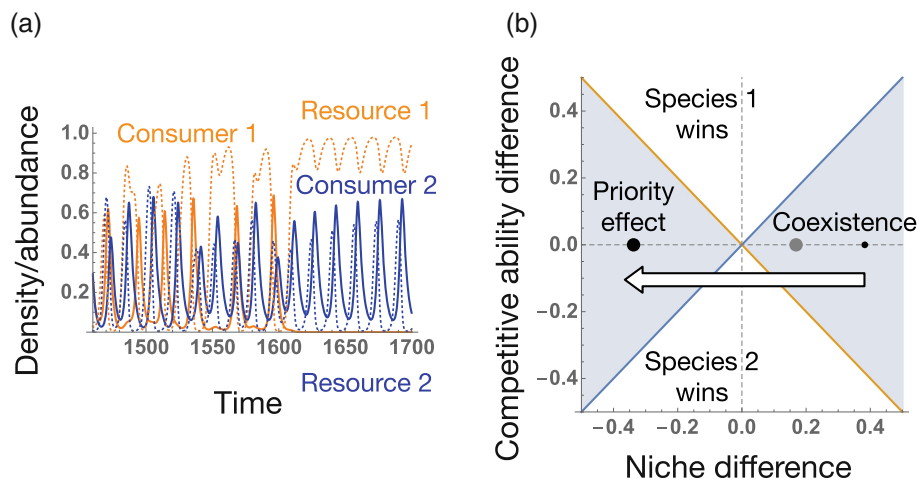 (a)
Density/abundance
1.0
0.8
0.6
0.4
0.2
Consumer 1
Resource 1
Consumer 2
1500
1550
1600
1650
1700
Time
Resource 2
(b)
Competitive ability difference
0.4
0.2
0.0
−0.2
−0.4
Species 1
wins
Priority
effect
Coexistence
Species 2
wins
−0.4
−0.2
0.0
0.2
0.4
Niche difference